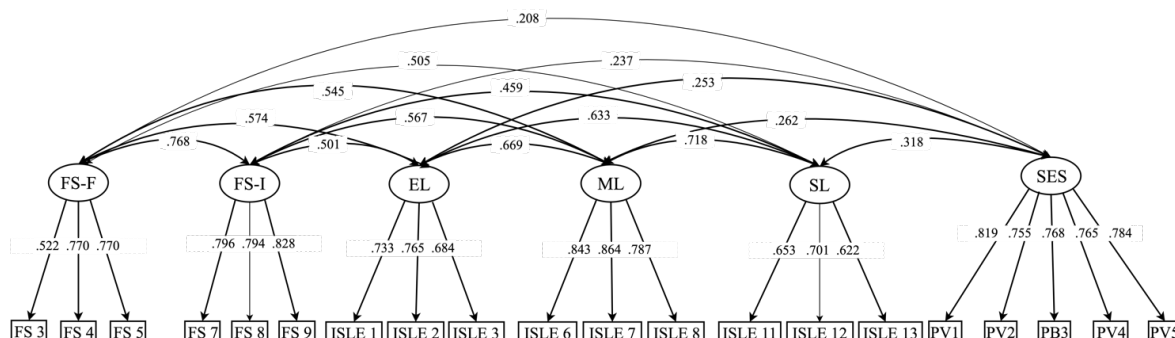 .208
.505 .237
.253
.545 .459
.574 .567 .633 .262
.768 .501 .669 .718 .318
FS-F FS-I EL ML SL SES
.522 .770 .770 .796 .794 .828 .733 .765 .684 .843 .864 .787 .653 .701 .622 .819 .755 .768 .765 .784
FS 3 FS 4 FS 5 FS 7 FS 8 FS 9 ISLE 1 ISLE 2 ISLE 3 ISLE 6 ISLE 7 ISLE 8 ISLE 11 ISLE 12 ISLE 13 PV1 PV2 PB3 PV4 PV5